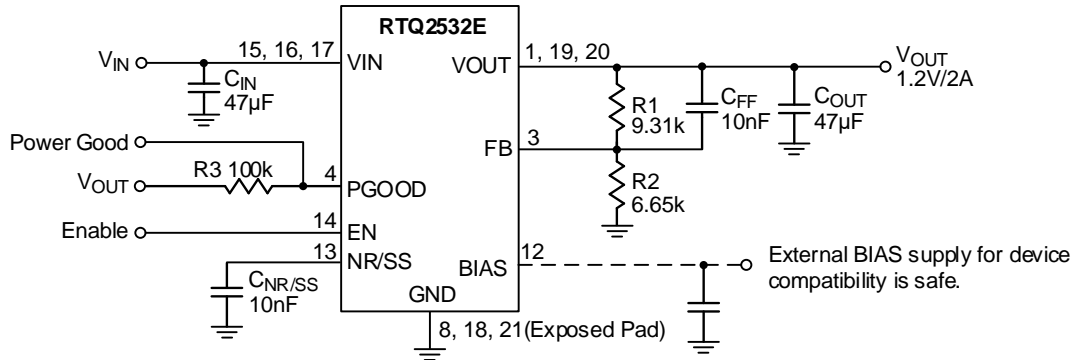 RTQ2532E
VIN
15, 16, 17
VIN
CIN
47µF
VOUT
1, 19, 20
VOUT
1.2V/2A
R1
9.31k
CFF
10nF
COUT
47µF
Power Good
FB
3
R3 100k
VOUT
4
PGOOD
R2
6.65k
Enable
14
EN
13
NR/SS
BIAS
12
External BIAS supply for device
compatibility is safe.
CNR/SS
10nF
GND
8, 18, 21(Exposed Pad)